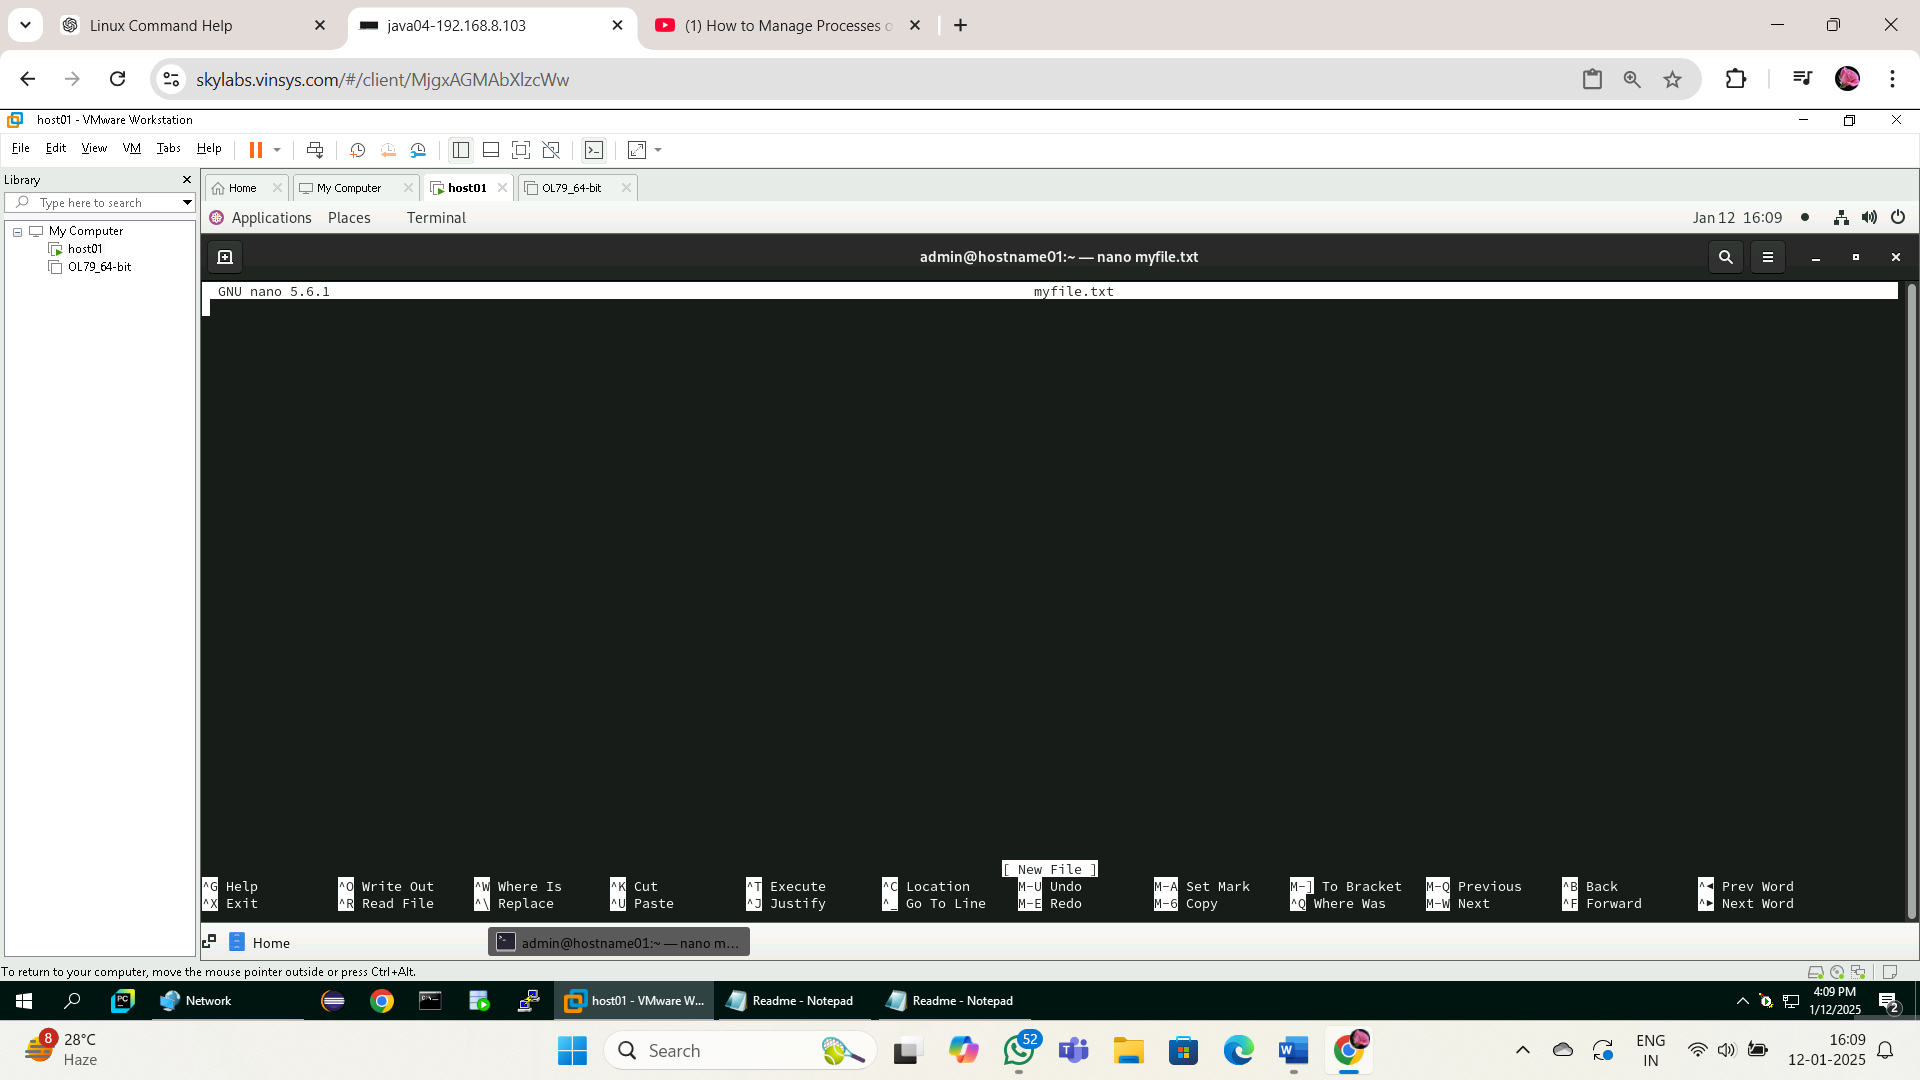 Linux Command Help
java04-192.168.8.103
(1) How to Manage Processes o
skylabs.vinsys.com/#/client/MjgxAGMAbXlzcWw
host01 - VMware Workstation
File Edit View VM Tabs Help
Library
Type here to search
My Computer
host01
OL79_64-bit
Home
My Computer
host01
OL79_64-bit
Applications Places Terminal
Jan 12 16:09
admin@hostname01:~ — nano myfile.txt
GNU nano 5.6.1 myfile.txt
[ New File ]
^G Help ^O Write Out ^W Where Is ^K Cut ^T Execute ^C Location M-U Undo M-A Set Mark M-] To Bracket M-Q Previous ^B Back ^◂ Prev Word
^X Exit ^R Read File ^\ Replace ^U Paste ^J Justify ^_ Go To Line M-E Redo M-6 Copy ^Q Where Was M-W Next ^F Forward ^▸ Next Word
Home
admin@hostname01:~ — nano m...
To return to your computer, move the mouse pointer outside or press Ctrl+Alt.
PC
Network
host01 - VMware W...
Readme - Notepad
Readme - Notepad
4:09 PM
1/12/2025
2
8
28°C
Haze
Search
52
ENG
IN
16:09
12-01-2025